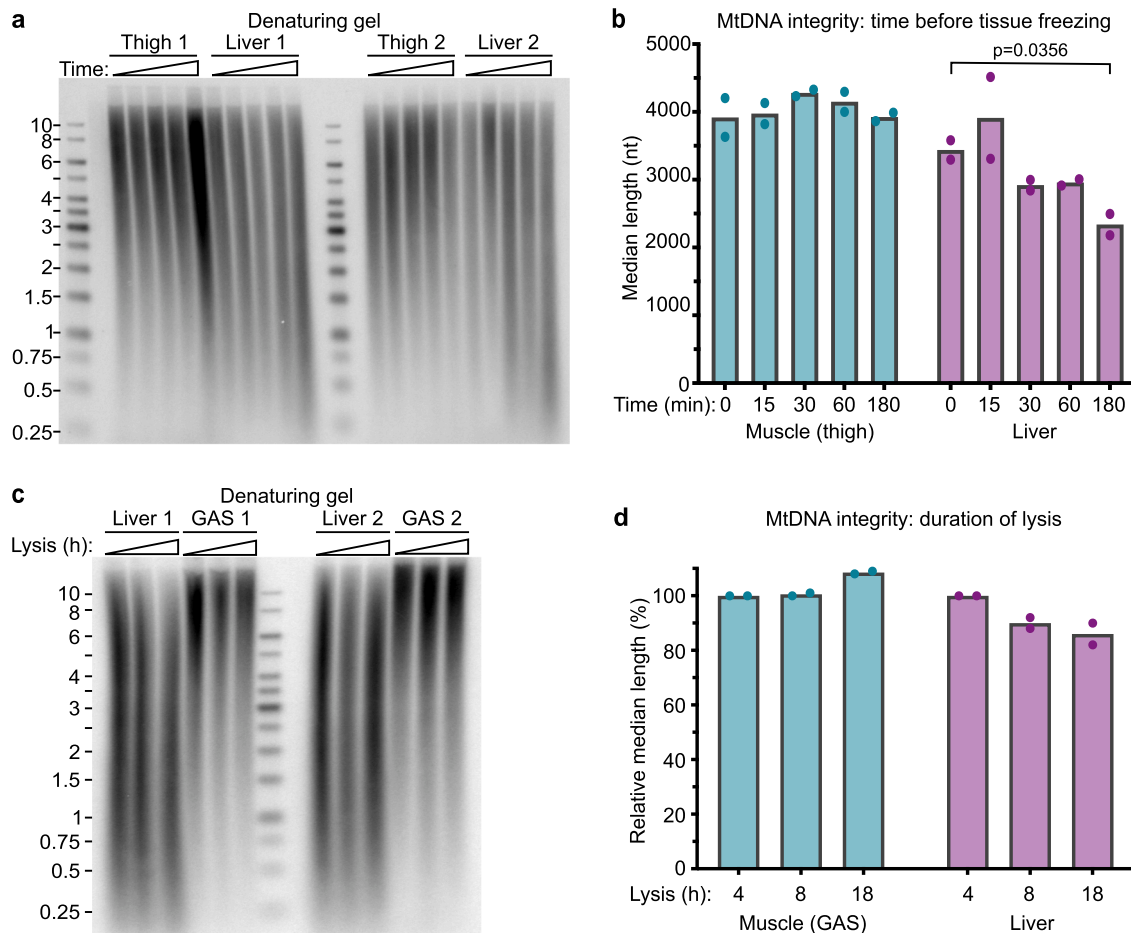 a
Denaturing gel
Thigh 1 Liver 1 Thigh 2 Liver 2
Time:
10
8
6
4
3
2
1.5
1
0.75
0.5
0.25
b
MtDNA integrity: time before tissue freezing
p=0.0356
Median length (nt)
5000
4000
3000
2000
1000
0
Time (min): 0 15 30 60 180 0 15 30 60 180
Muscle (thigh) Liver
c
Denaturing gel
Liver 1 GAS 1 Liver 2 GAS 2
Lysis (h):
10
8
6
4
3
2
1.5
1
0.75
0.5
0.25
d
MtDNA integrity: duration of lysis
Relative median length (%)
100
80
60
40
20
0
Lysis (h): 4 8 18 4 8 18
Muscle (GAS) Liver